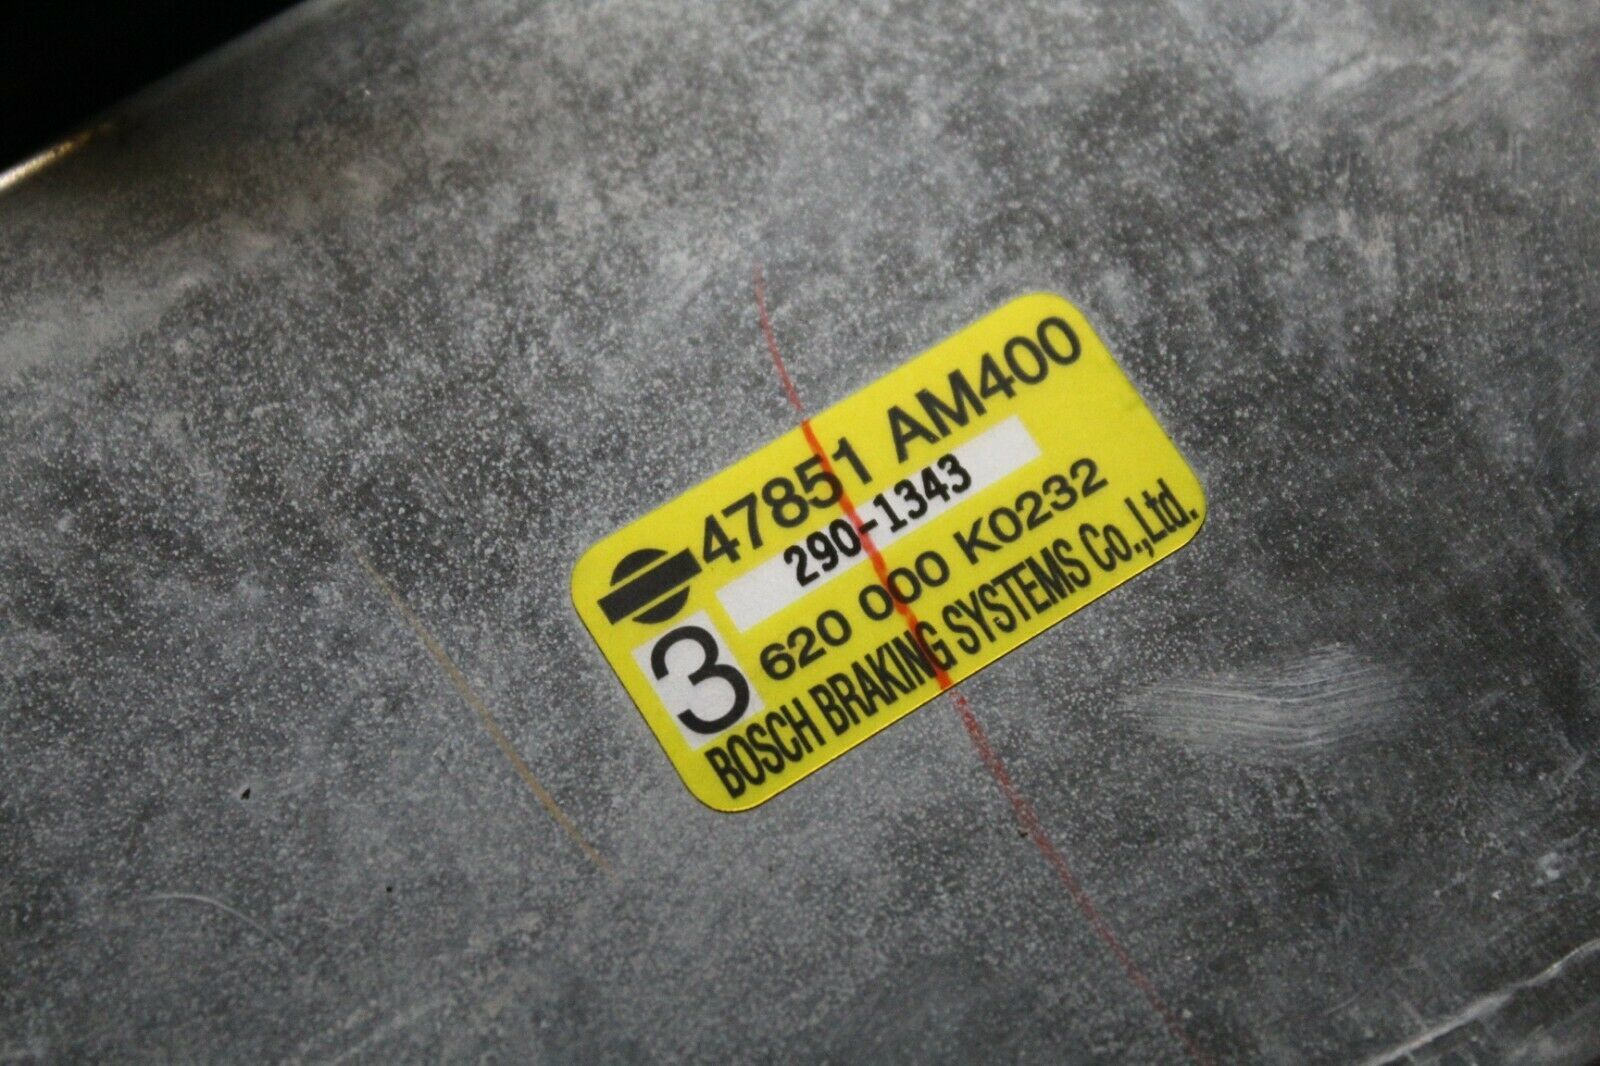 47851 AM400
290-1343
3
620 000 K0232
BOSCH BRAKING SYSTEMS Co.,Ltd.